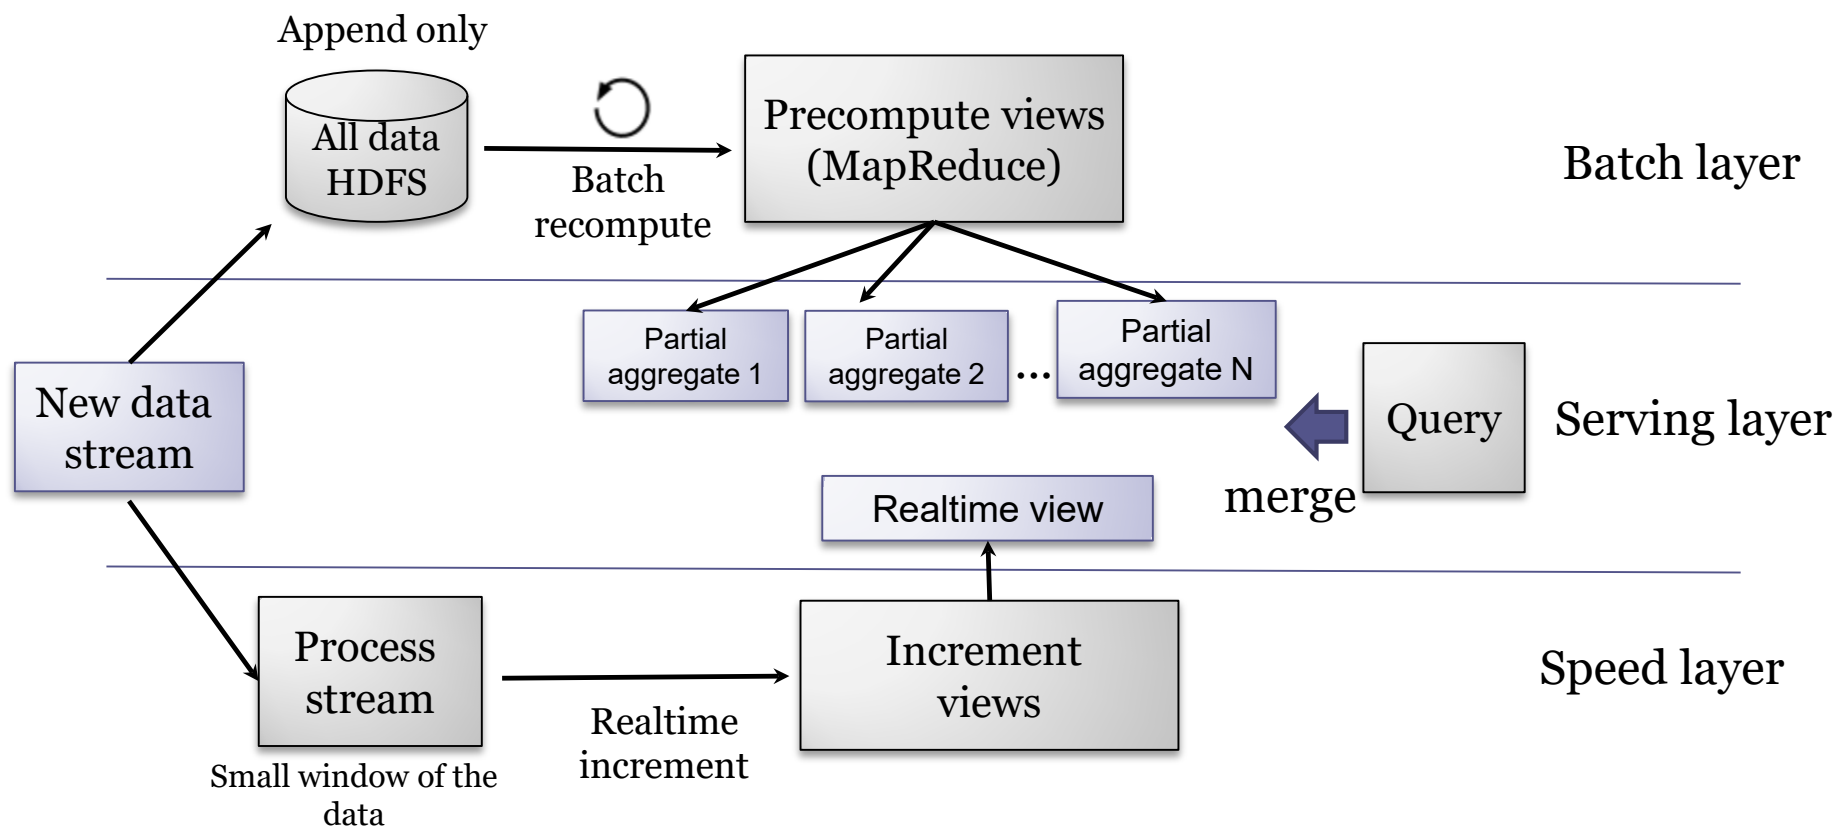 Append only
All data
HDFS
Batch
recompute
Precompute views
(MapReduce)
Batch layer
Partial
aggregate 1
Partial
aggregate 2
...
Partial
aggregate N
New data
stream
Query
Serving layer
merge
Realtime view
Process
stream
Small window of the
data
Realtime
increment
Increment
views
Speed layer